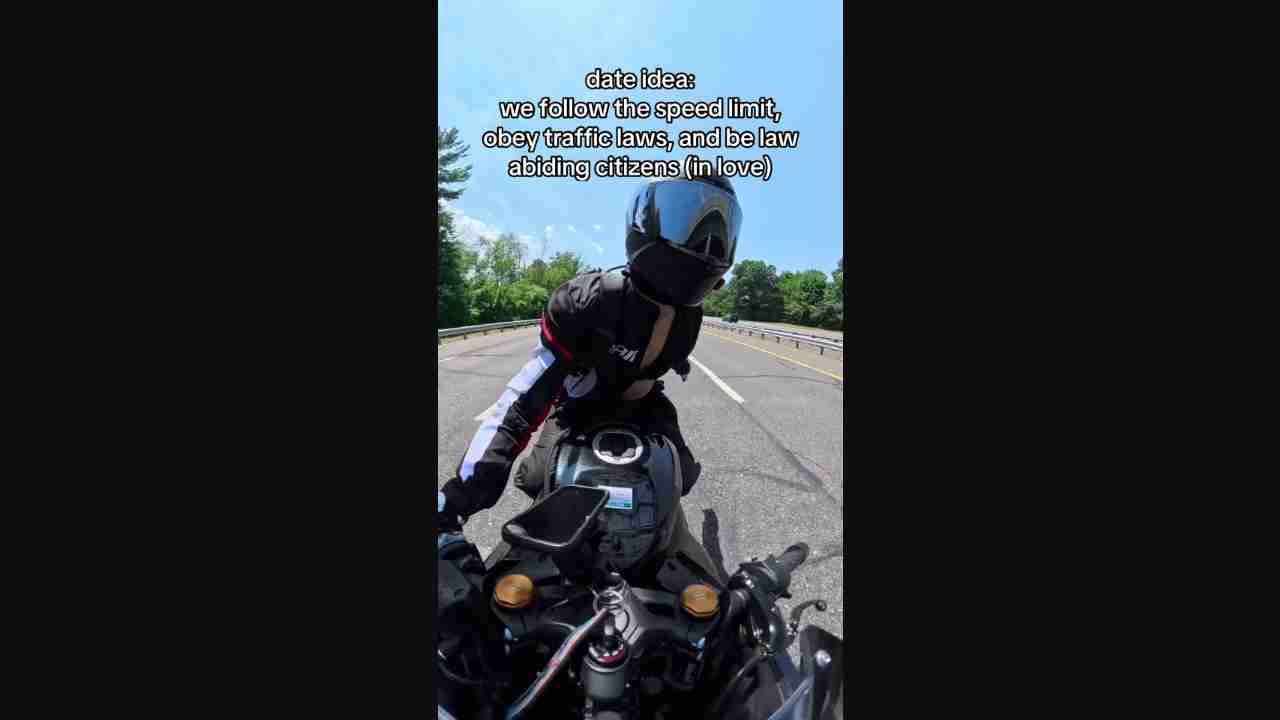 date idea:
we follow the speed limit,
obey traffic laws, and be law
abiding citizens (in love)